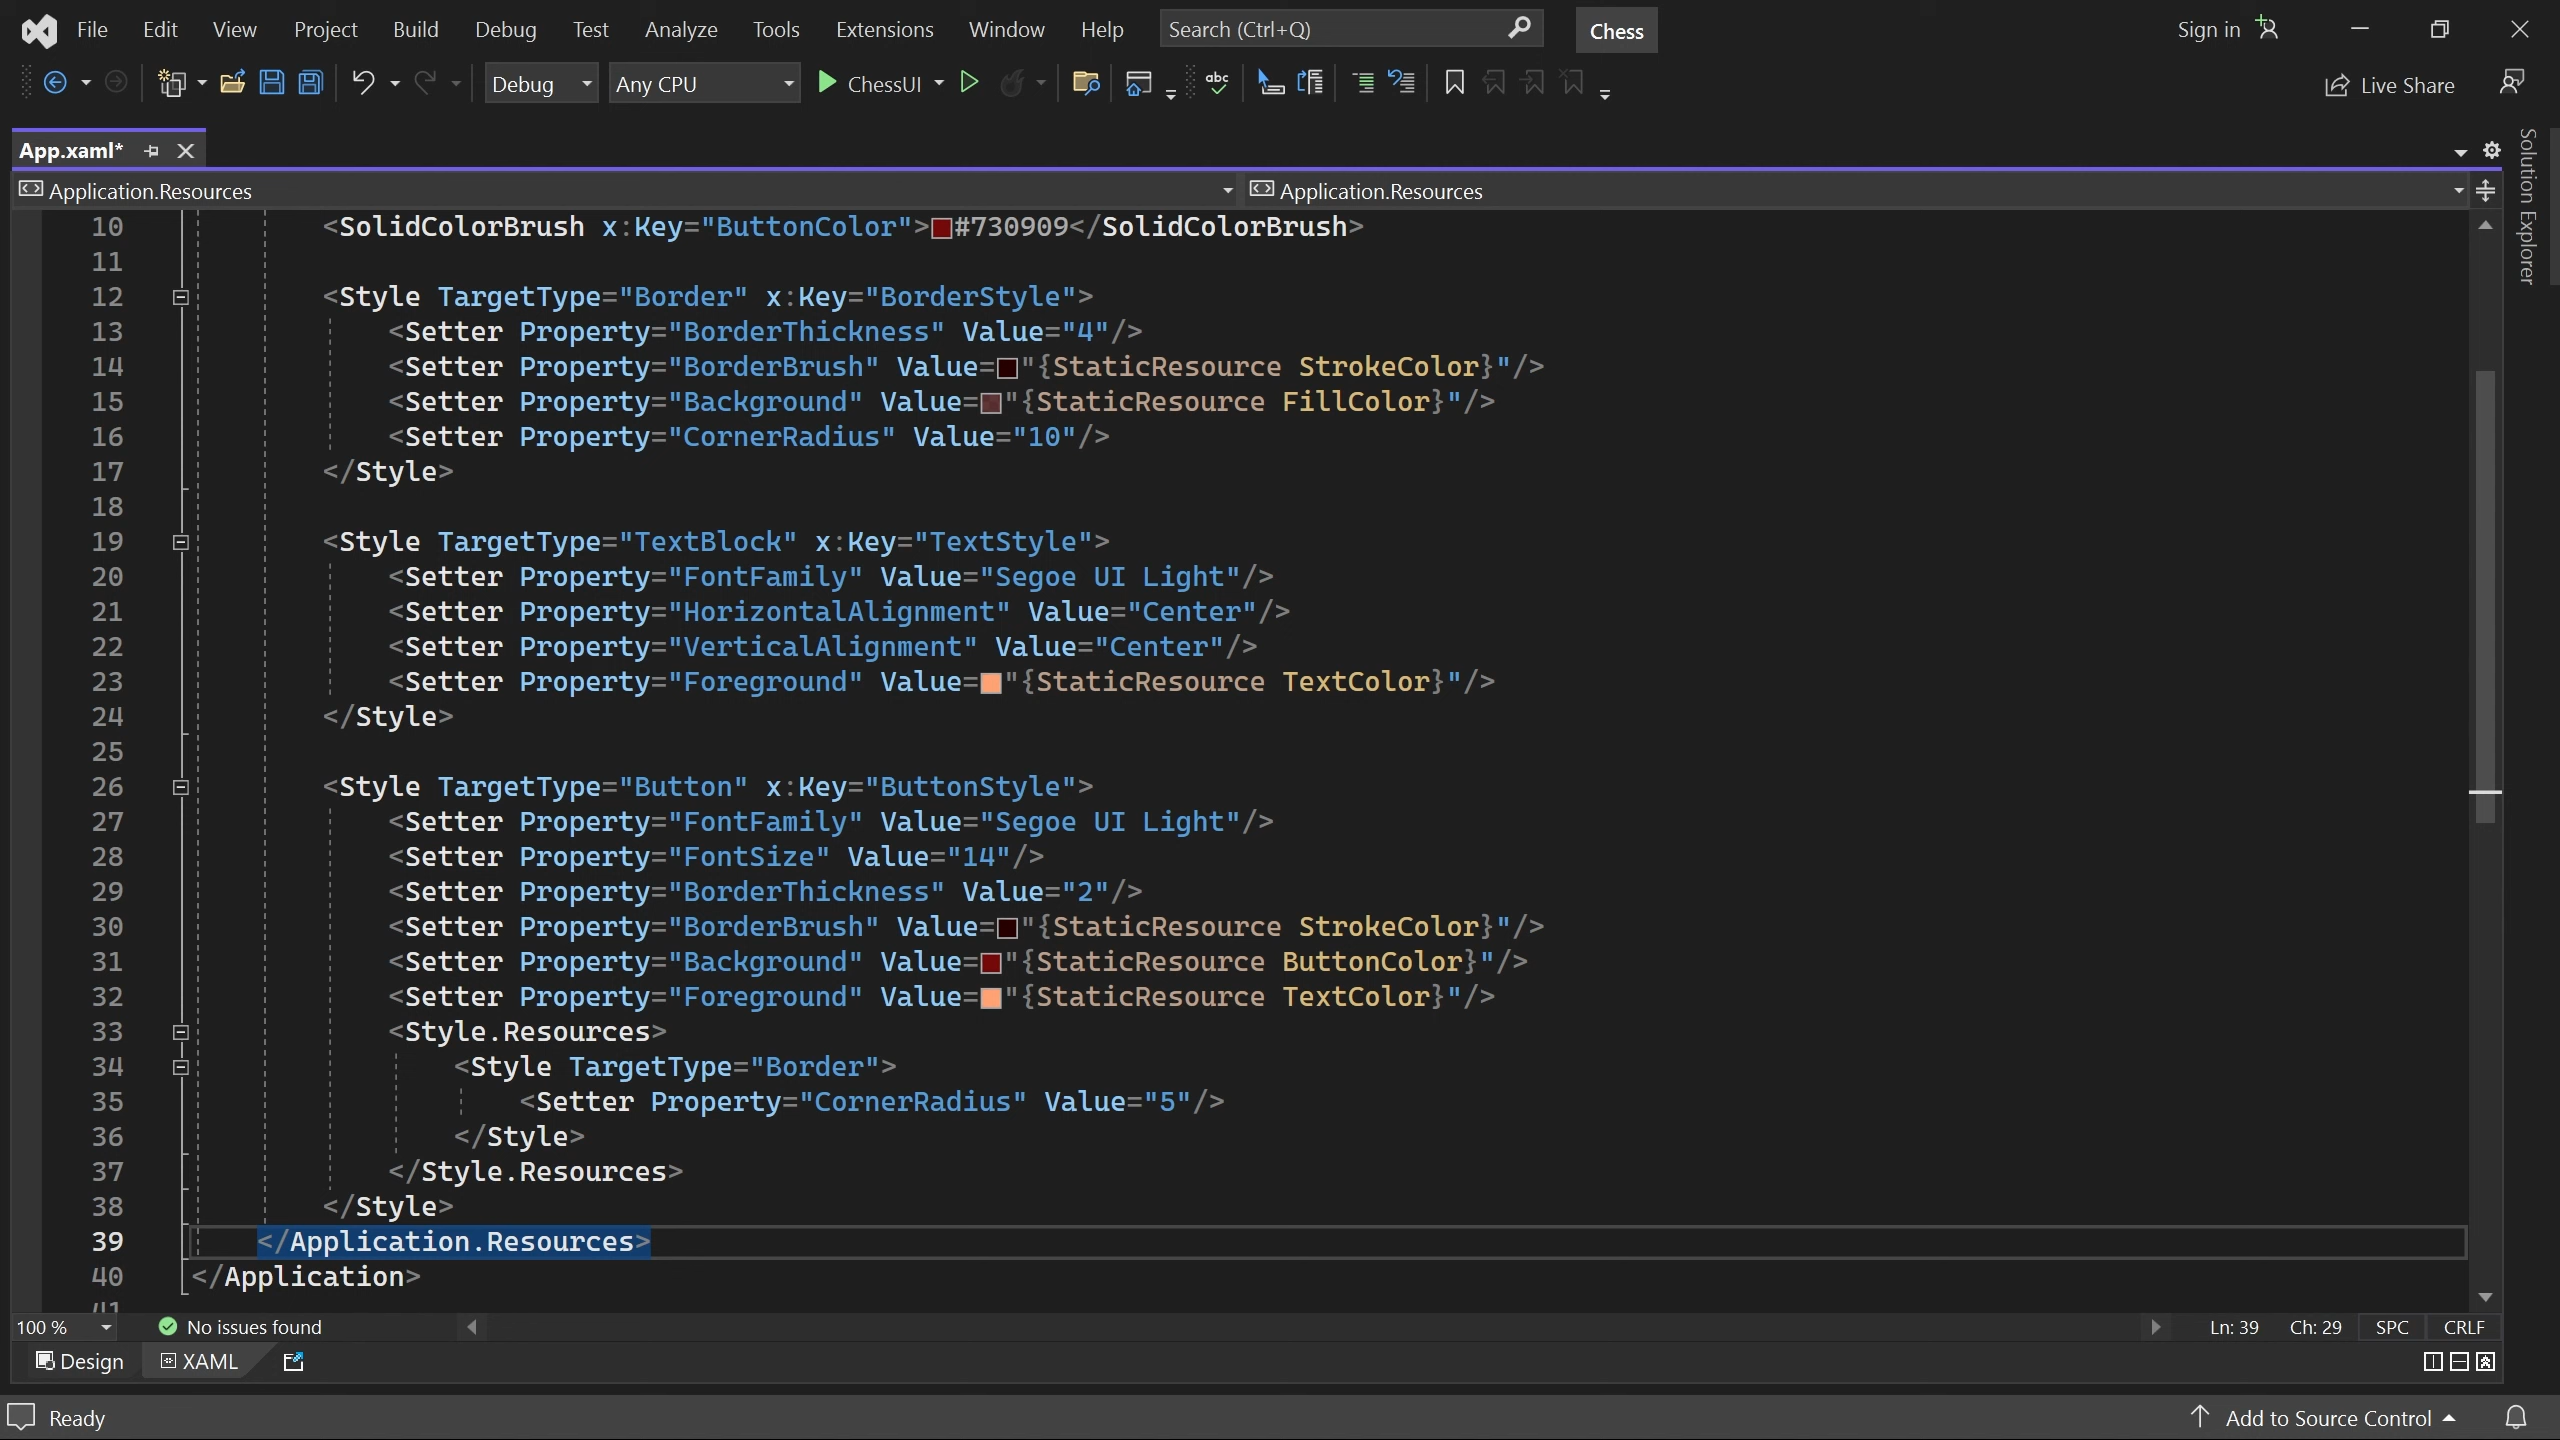 File Edit View Project Build Debug Test Analyze Tools Extensions Window Help Search (Ctrl+Q) Chess Sign in
Debug Any CPU ChessUI abc Live Share
App.xaml*
Solution Explorer
Application.Resources Application.Resources
10 <SolidColorBrush x:Key="ButtonColor">#730909</SolidColorBrush>
11
12 <Style TargetType="Border" x:Key="BorderStyle">
13 <Setter Property="BorderThickness" Value="4"/>
14 <Setter Property="BorderBrush" Value="{StaticResource StrokeColor}"/>
15 <Setter Property="Background" Value="{StaticResource FillColor}"/>
16 <Setter Property="CornerRadius" Value="10"/>
17 </Style>
18
19 <Style TargetType="TextBlock" x:Key="TextStyle">
20 <Setter Property="FontFamily" Value="Segoe UI Light"/>
21 <Setter Property="HorizontalAlignment" Value="Center"/>
22 <Setter Property="VerticalAlignment" Value="Center"/>
23 <Setter Property="Foreground" Value="{StaticResource TextColor}"/>
24 </Style>
25
26 <Style TargetType="Button" x:Key="ButtonStyle">
27 <Setter Property="FontFamily" Value="Segoe UI Light"/>
28 <Setter Property="FontSize" Value="14"/>
29 <Setter Property="BorderThickness" Value="2"/>
30 <Setter Property="BorderBrush" Value="{StaticResource StrokeColor}"/>
31 <Setter Property="Background" Value="{StaticResource ButtonColor}"/>
32 <Setter Property="Foreground" Value="{StaticResource TextColor}"/>
33 <Style.Resources>
34 <Style TargetType="Border">
35 <Setter Property="CornerRadius" Value="5"/>
36 </Style>
37 </Style.Resources>
38 </Style>
39 </Application.Resources>
40 </Application>
41
100 % No issues found Ln: 39 Ch: 29 SPC CRLF
Design XAML
Ready Add to Source Control